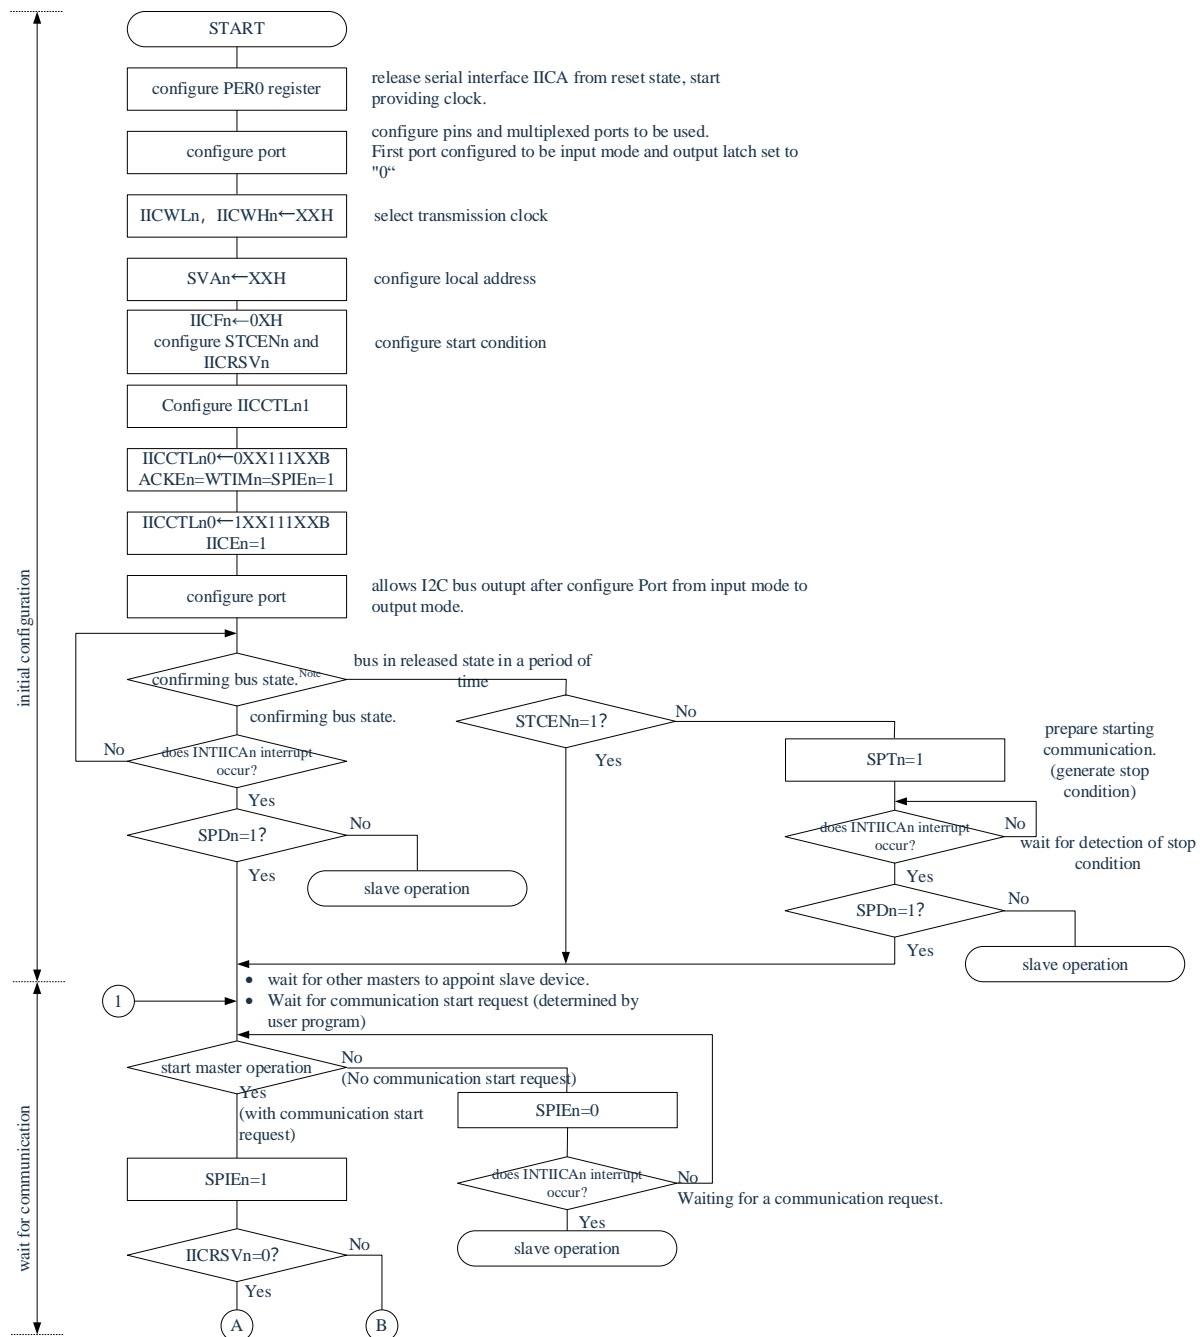 START
configure PER0 register
release serial interface IICA from reset state, start
providing clock.
configure port
configure pins and multiplexed ports to be used.
First port configured to be input mode and output latch set to
"0“
IICWLn, IICWHn←XXH
select transmission clock
SVAn←XXH
configure local address
IICFn←0XH
configure STCENn and
IICRSVn
configure start condition
Configure IICCTLn1
IICCTLn0←0XX111XXB
ACKEn=WTIMn=SPIEn=1
IICCTLn0←1XX111XXB
IICEn=1
configure port
allows I2C bus outupt after configure Port from input mode to
output mode.
initial configuration
confirming bus state.Note
bus in released state in a period of
time
confirming bus state.
STCENn=1?
No
Yes
SPTn=1
prepare starting
communication.
(generate stop
condition)
No
does INTIICAn interrupt
occur?
Yes
does INTIICAn interrupt
occur?
No
wait for detection of stop
condition
Yes
SPDn=1?
No
Yes
slave operation
SPDn=1?
No
Yes
slave operation
• wait for other masters to appoint slave device.
• Wait for communication start request (determined by
user program)
1
wait for communication
start master operation
No
(No communication start request)
Yes
(with communication start
request)
SPIEn=0
does INTIICAn interrupt
occur?
No
Waiting for a communication request.
Yes
slave operation
SPIEn=1
IICRSVn=0?
No
Yes
A
B